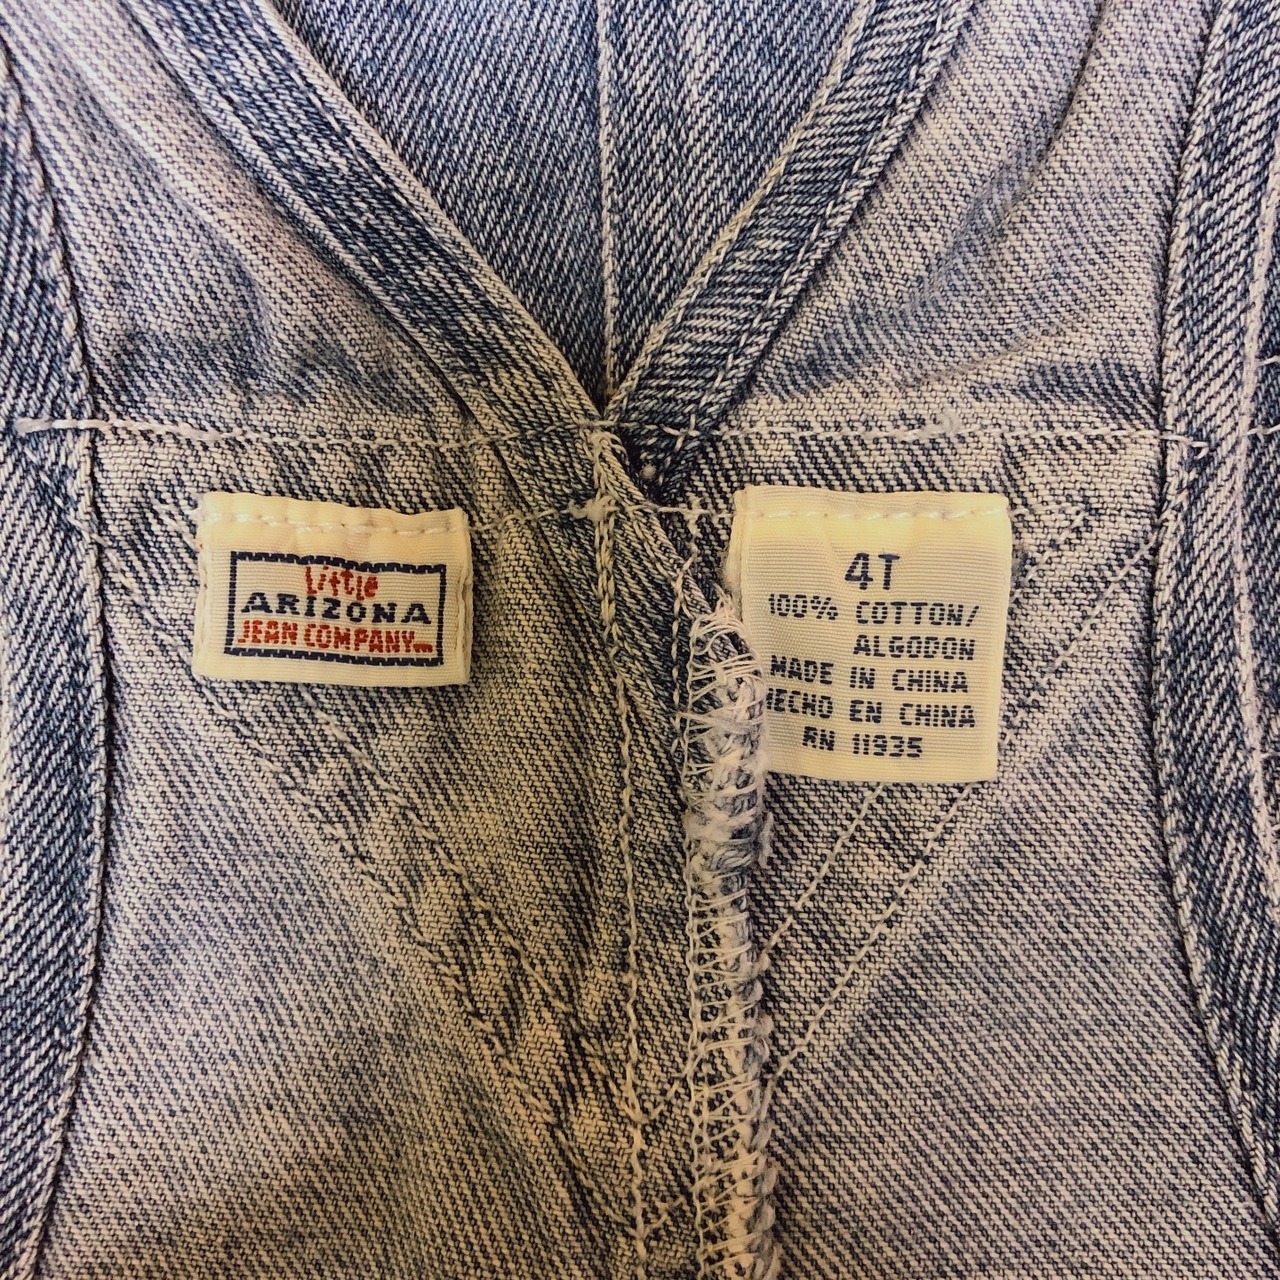 Little
ARIZONA
JEAN COMPANY
4T
100% COTTON/
ALGODON
MADE IN CHINA
HECHO EN CHINA
RN 11935